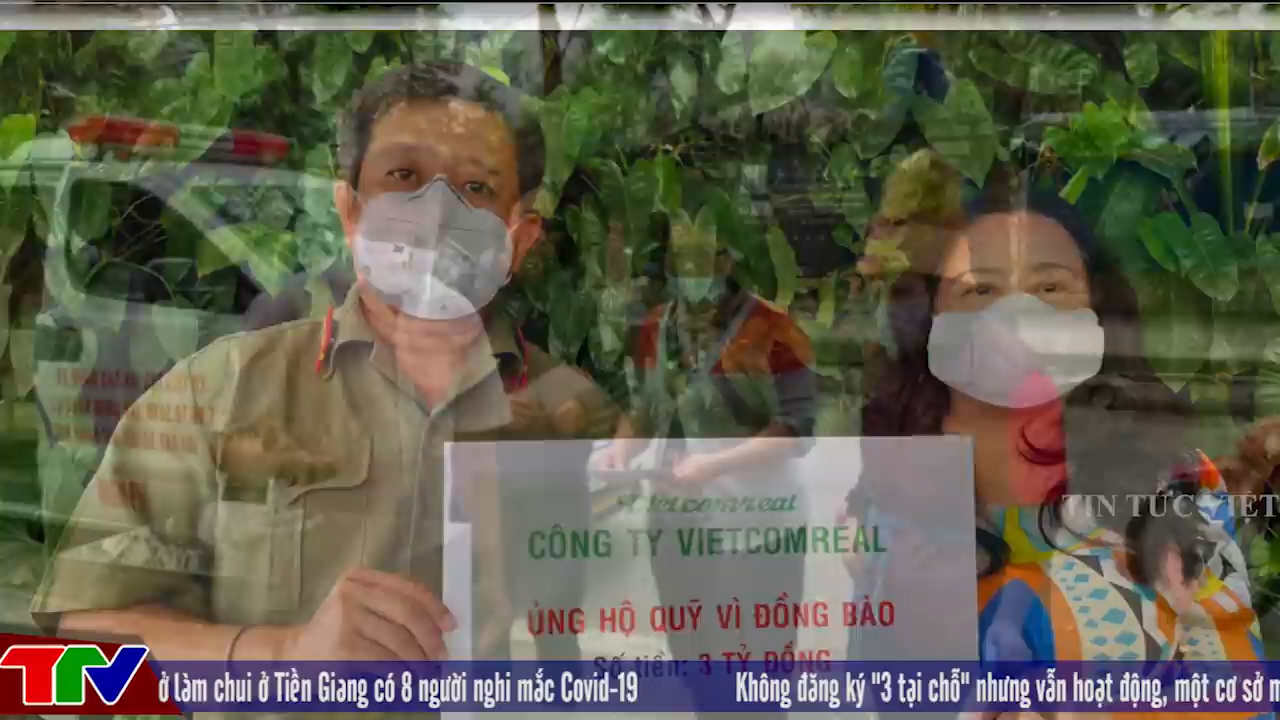 Vietcomreal
CÔNG TY VIETCOMREAL
ỦNG HỘ QUỸ VÌ ĐỒNG BÀO
Số tiền: 3 TỶ ĐỒNG
TIN TỨC VIỆT
TTV
ở làm chui ở Tiền Giang có 8 người nghi mắc Covid-19
Không đăng ký "3 tại chỗ" nhưng vẫn hoạt động, một cơ sở